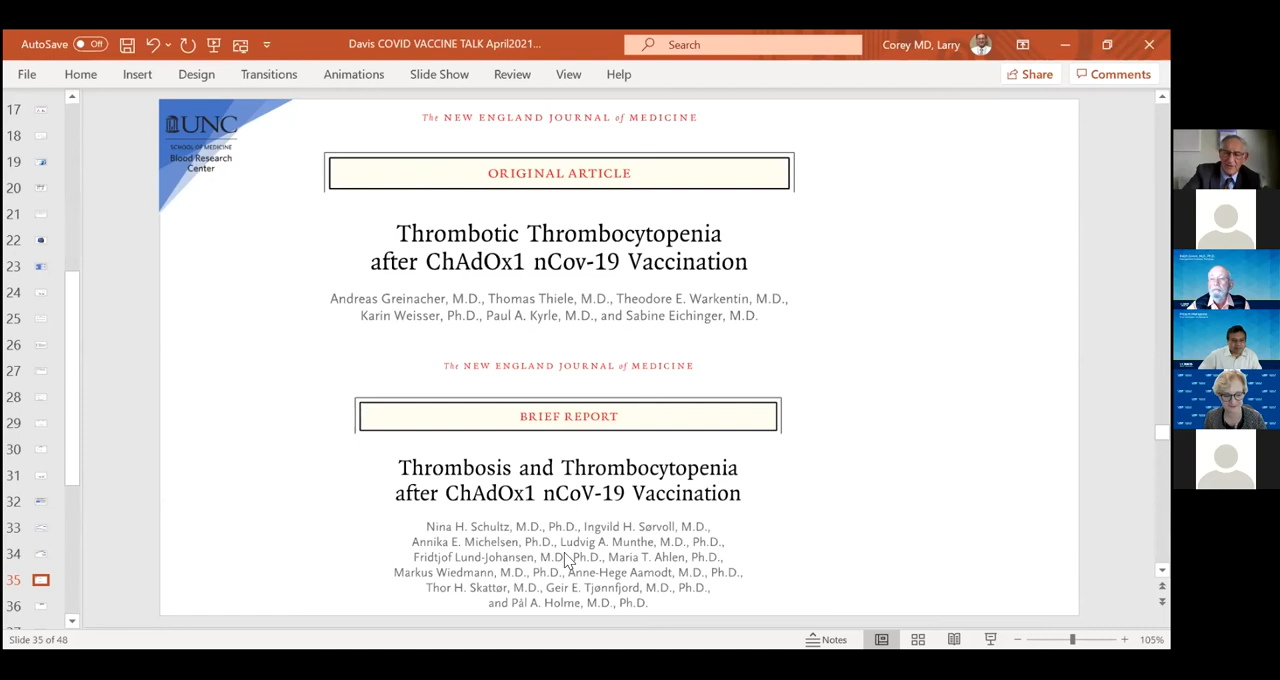 AutoSave Off Davis COVID VACCINE TALK April2021... Search Corey MD, Larry
File Home Insert Design Transitions Animations Slide Show Review View Help Share Comments
17
18
19
20
21
22
23
24
25
26
27
28
29
30
31
32
33
34
35
36
UNC
SCHOOL OF MEDICINE
Blood Research
Center
The NEW ENGLAND JOURNAL of MEDICINE
ORIGINAL ARTICLE
Thrombotic Thrombocytopenia
after ChAdOx1 nCov-19 Vaccination
Andreas Greinacher, M.D., Thomas Thiele, M.D., Theodore E. Warkentin, M.D.,
Karin Weisser, Ph.D., Paul A. Kyrle, M.D., and Sabine Eichinger, M.D.
The NEW ENGLAND JOURNAL of MEDICINE
BRIEF REPORT
Thrombosis and Thrombocytopenia
after ChAdOx1 nCoV-19 Vaccination
Nina H. Schultz, M.D., Ph.D., Ingvild H. Sørvoll, M.D.,
Annika E. Michelsen, Ph.D., Ludvig A. Munthe, M.D., Ph.D.,
Fridtjof Lund-Johansen, M.D., Ph.D., Maria T. Ahlen, Ph.D.,
Markus Wiedmann, M.D., Ph.D., Anne-Hege Aamodt, M.D., Ph.D.,
Thor H. Skattør, M.D., Geir E. Tjønnfjord, M.D., Ph.D.,
and Pål A. Holme, M.D., Ph.D.
Slide 35 of 48 Notes 105%